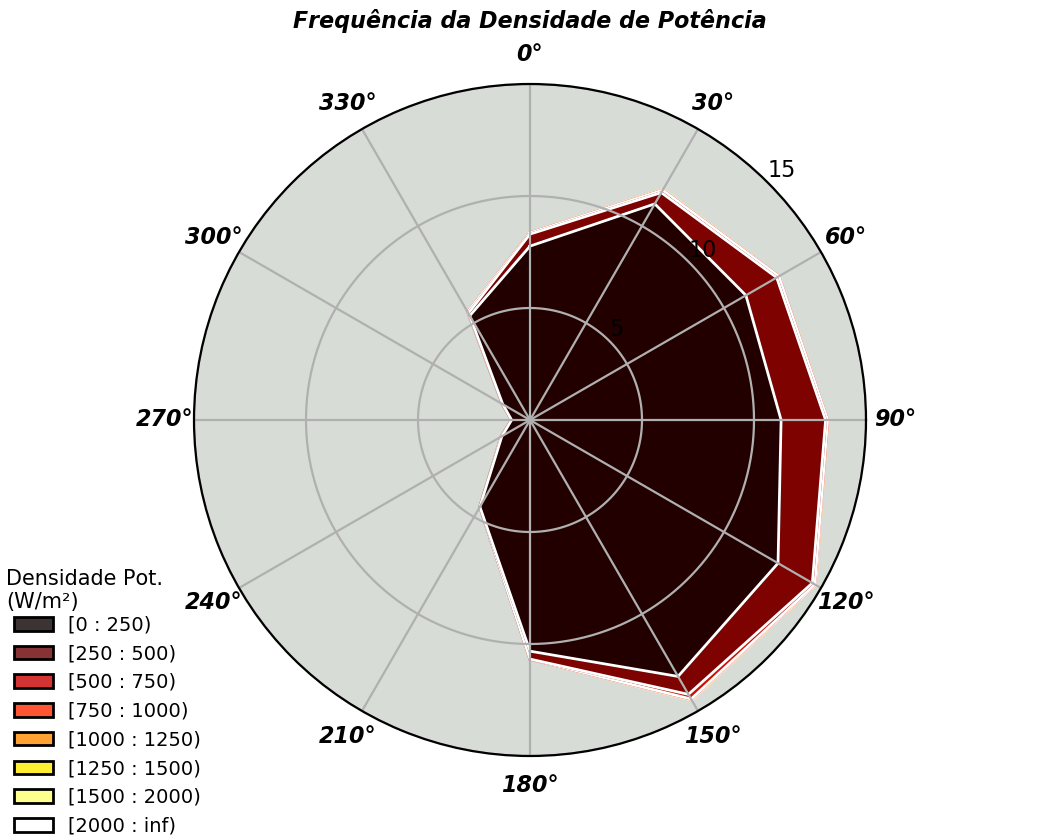 Frequência da Densidade de Potência
0°
330°
30°
15
300°
60°
10
5
270°
90°
240°
120°
210°
150°
180°
Densidade Pot.
(W/m²)
[0 : 250)
[250 : 500)
[500 : 750)
[750 : 1000)
[1000 : 1250)
[1250 : 1500)
[1500 : 2000)
[2000 : inf)